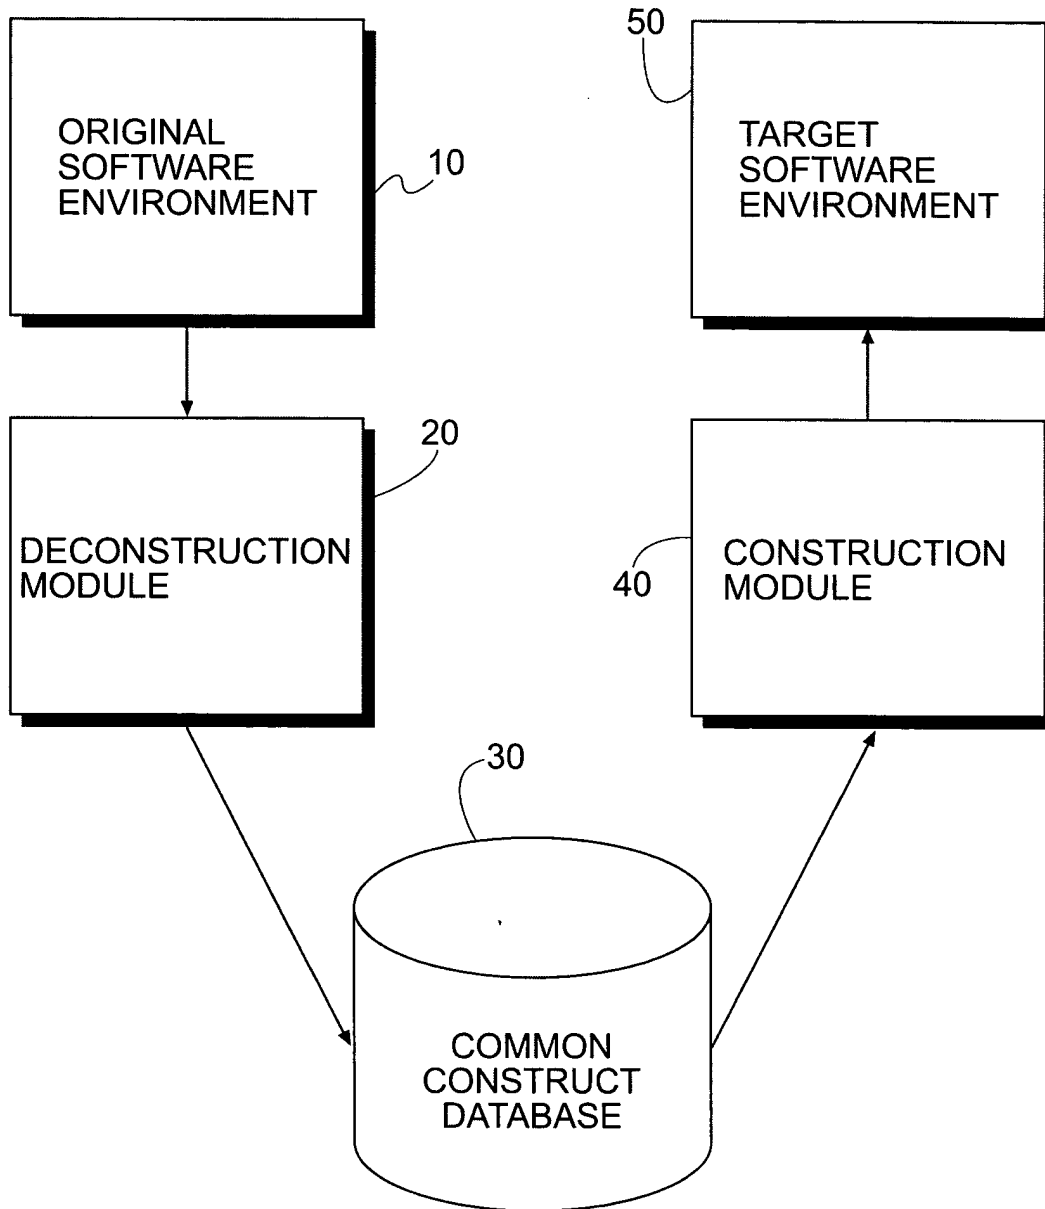 ORIGINAL
SOFTWARE
ENVIRONMENT
10
50
TARGET
SOFTWARE
ENVIRONMENT
20
DECONSTRUCTION
MODULE
40
CONSTRUCTION
MODULE
30
COMMON
CONSTRUCT
DATABASE